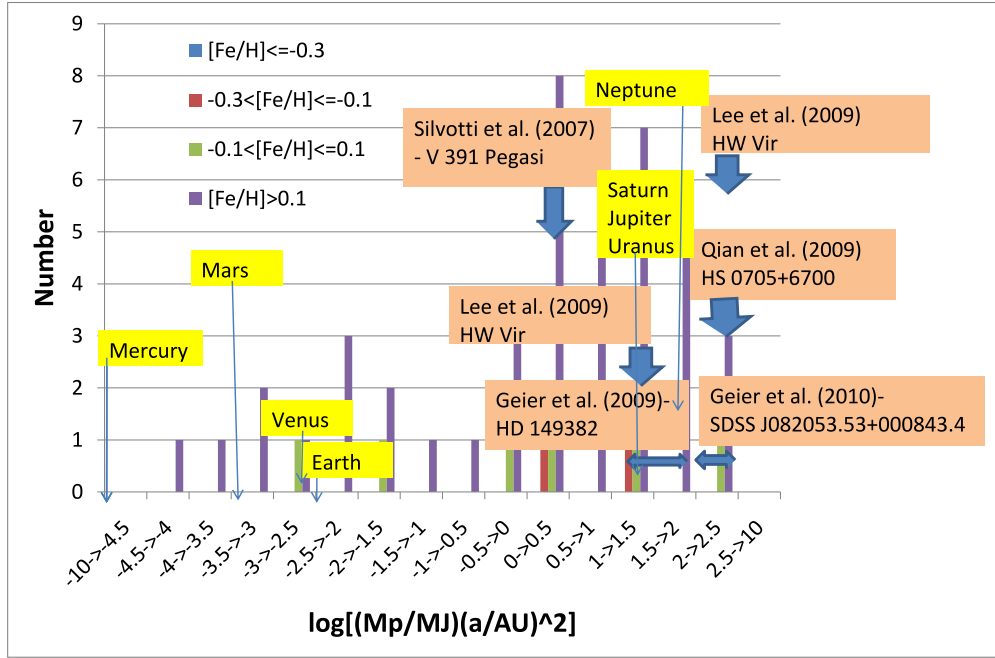 9
8
7
6
5
4
3
2
1
0
Number
[Fe/H]<=-0.3
-0.3<[Fe/H]<=-0.1
-0.1<[Fe/H]<=0.1
[Fe/H]>0.1
Neptune
Silvotti et al. (2007)
- V 391 Pegasi
Lee et al. (2009)
HW Vir
Saturn
Jupiter
Uranus
Qian et al. (2009)
HS 0705+6700
Mars
Lee et al. (2009)
HW Vir
Mercury
Geier et al. (2009)-
HD 149382
Geier et al. (2010)-
SDSS J082053.53+000843.4
Venus
Earth
-10->-4.5
-4.5->-4
-4->-3.5
-3.5->-3
-3->-2.5
-2.5->-2
-2->-1.5
-1.5->-1
-1->-0.5
-0.5->0
0->0.5
0.5->1
1->1.5
1.5->2
2->2.5
2.5->10
log[(Mp/MJ)(a/AU)^2]